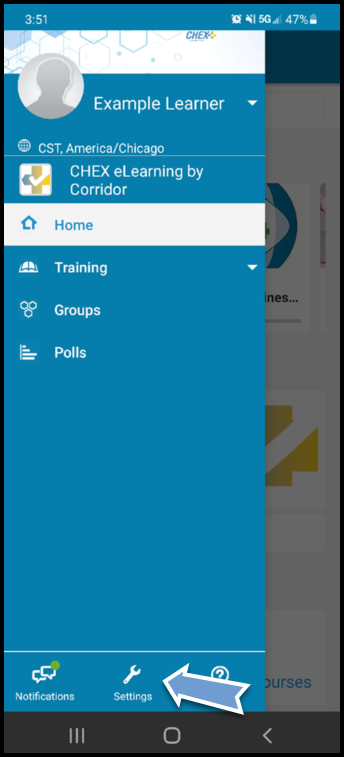 3:51
5G 47%
CHEX
Example Learner
CST, America/Chicago
CHEX eLearning by
Corridor
Home
Training
ines...
Groups
Polls
ourses
Notifications
Settings